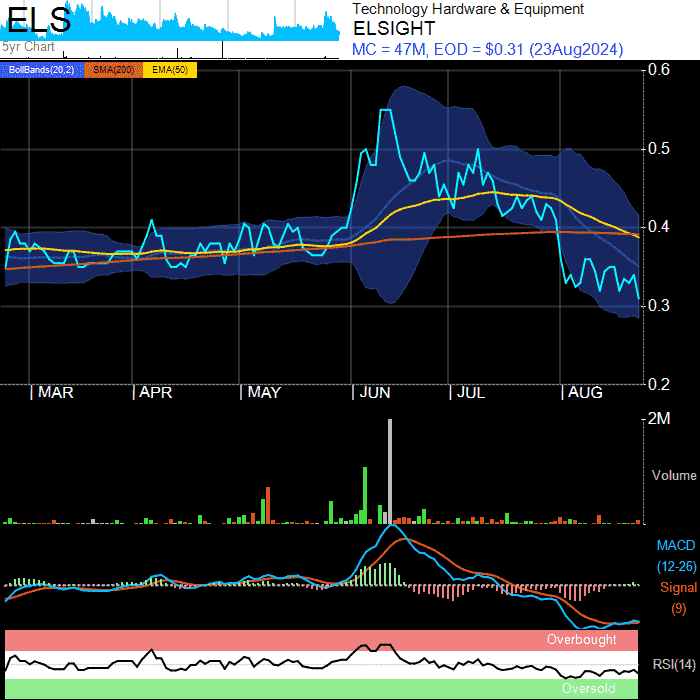 ELS
5yr Chart
Technology Hardware & Equipment
ELSIGHT
MC = 47M, EOD = $0.31 (23Aug2024)
BollBands(20,2) SMA(200) EMA(50)
0.6
0.5
0.4
0.3
0.2
MAR APR MAY JUN JUL AUG
2M
Volume
MACD
(12-26)
Signal
(9)
Overbought
RSI(14)
Oversold